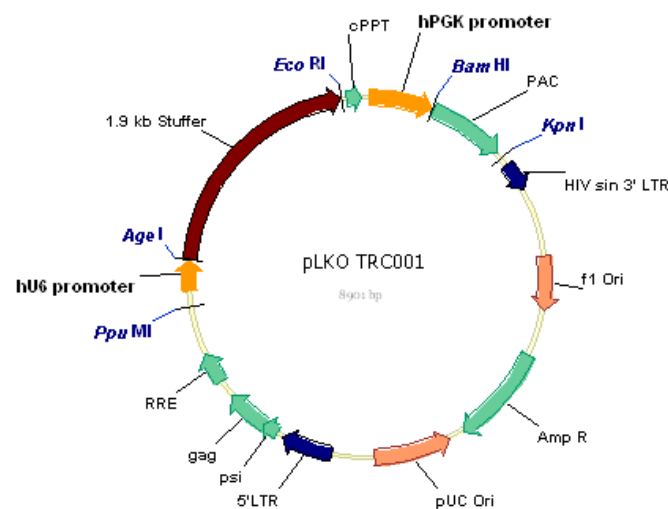 cPPT
hPGK promoter
Eco RI
Bam HI
PAC
1.9 kb Stuffer
Kpn I
HIV sin 3' LTR
Age I
pLKO TRC001
8901 bp
hU6 promoter
f1 Ori
Ppu MI
RRE
Amp R
gag
psi
5'LTR
pUC Ori